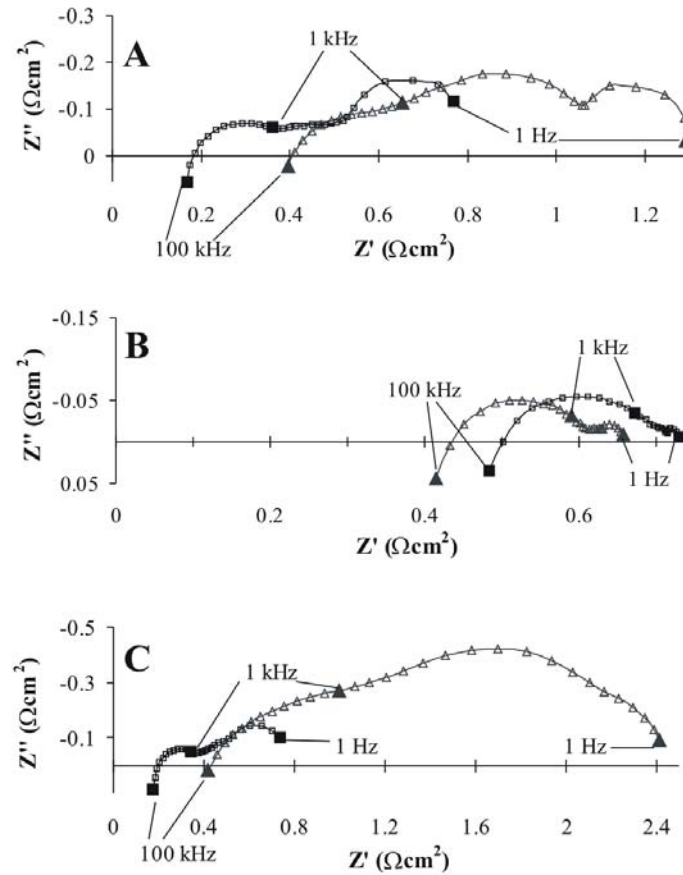 A
Z'' (Ωcm²)
-0.3
-0.2
-0.1
0
1 kHz
1 Hz
100 kHz
0 0.2 0.4 0.6 0.8 1 1.2
Z' (Ωcm²)
B
Z'' (Ωcm²)
-0.15
-0.05
0.05
1 kHz
100 kHz
1 Hz
0 0.2 0.4 0.6
Z' (Ωcm²)
C
Z'' (Ωcm²)
-0.5
-0.3
-0.1
1 kHz
1 Hz
1 Hz
100 kHz
0 0.4 0.8 1.2 1.6 2 2.4
Z' (Ωcm²)